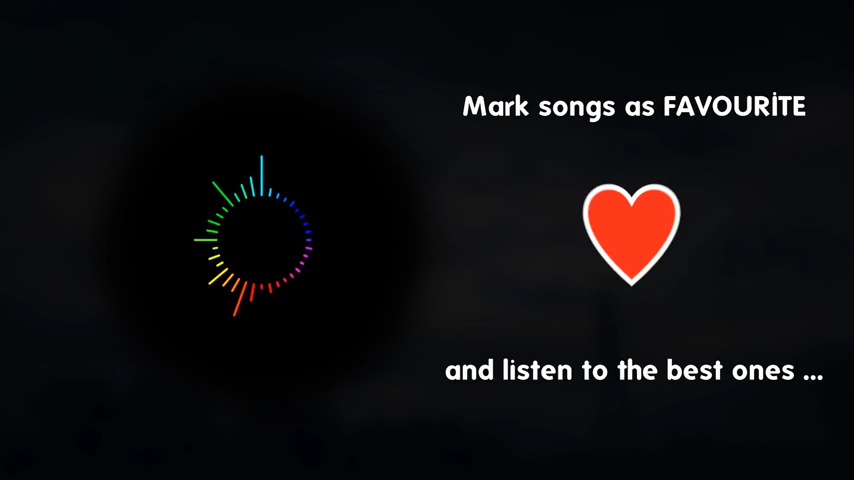 Mark songs as FAVOURİTE
and listen to the best ones ...